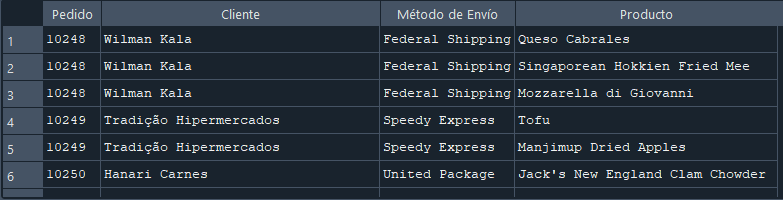 Pedido Cliente Método de Envío Producto
1 10248 Wilman Kala Federal Shipping Queso Cabrales
2 10248 Wilman Kala Federal Shipping Singaporean Hokkien Fried Mee
3 10248 Wilman Kala Federal Shipping Mozzarella di Giovanni
4 10249 Tradição Hipermercados Speedy Express Tofu
5 10249 Tradição Hipermercados Speedy Express Manjimup Dried Apples
6 10250 Hanari Carnes United Package Jack's New England Clam Chowder